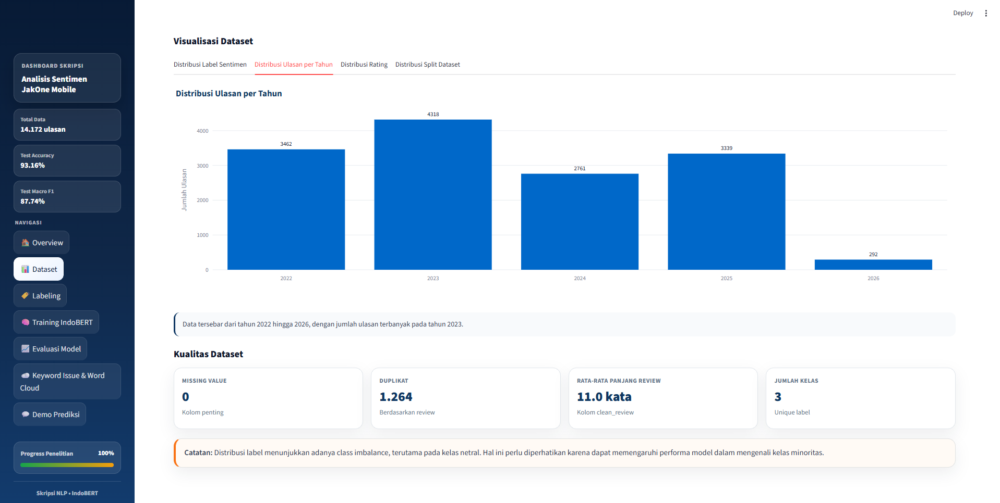 Deploy
DASHBOARD SKRIPSI
Analisis Sentimen
JakOne Mobile
Total Data
14.172 ulasan
Test Accuracy
93.16%
Test Macro F1
87.74%
NAVIGASI
Overview
Dataset
Labeling
Training IndoBERT
Evaluasi Model
Keyword Issue & Word
Cloud
Demo Prediksi
Progress Penelitian 100%
Skripsi NLP • IndoBERT
Visualisasi Dataset
Distribusi Label Sentimen Distribusi Ulasan per Tahun Distribusi Rating Distribusi Split Dataset
Distribusi Ulasan per Tahun
Jumlah Ulasan
4000
3000
2000
1000
0
3462
4318
2761
3339
292
2022 2023 2024 2025 2026
Data tersebar dari tahun 2022 hingga 2026, dengan jumlah ulasan terbanyak pada tahun 2023.
Kualitas Dataset
MISSING VALUE
0
Kolom penting
DUPLIKAT
1.264
Berdasarkan review
RATA-RATA PANJANG REVIEW
11.0 kata
Kolom clean_review
JUMLAH KELAS
3
Unique label
Catatan: Distribusi label menunjukkan adanya class imbalance, terutama pada kelas netral. Hal ini perlu diperhatikan karena dapat memengaruhi performa model dalam mengenali kelas minoritas.